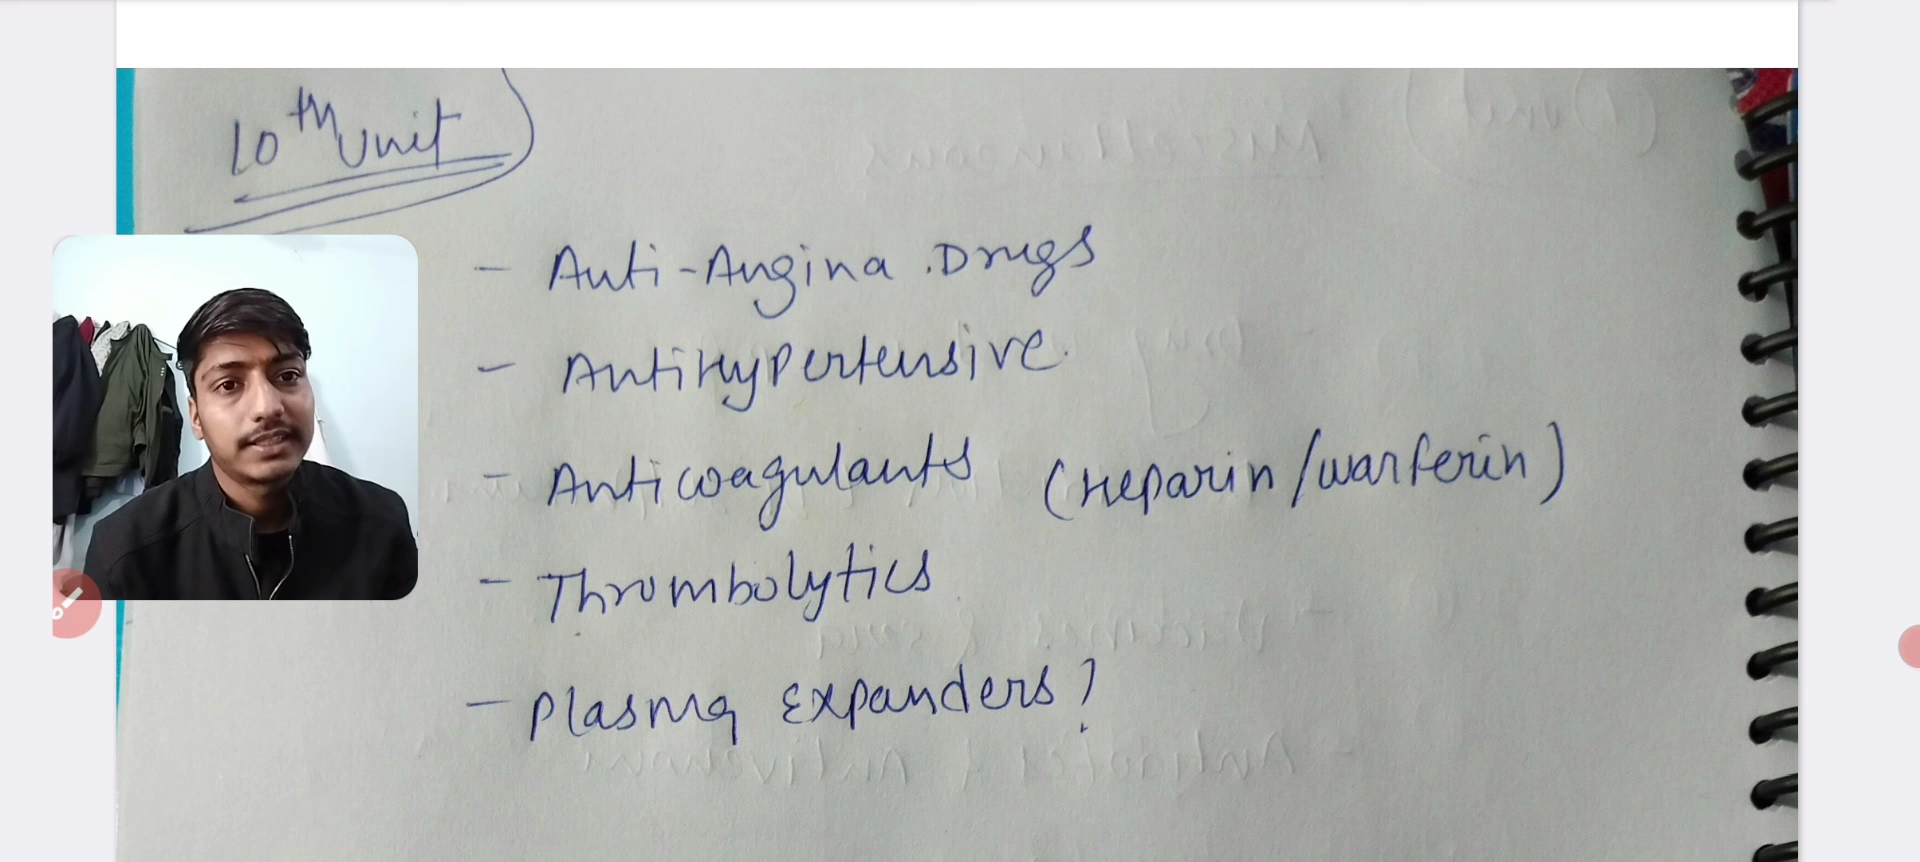 10th Unit
- Anti-Angina Drugs
- AntiHypertensive
- Anticoagulants (Heparin/warferin)
- Thrombolytics
- Plasma Expanders?